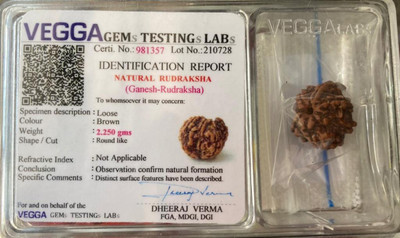 VEGGA GEMs TESTINGs LABs
Certi. No.: 981357 Lot No.: 210728
IDENTIFICATION REPORT
NATURAL RUDRAKSHA
(Ganesh-Rudraksha)
To whomsoever it may concern:
Specimen description : Loose
Colour : Brown
Weight : 2.250 gms
Shape / Cut : Round like
Refractive Index : Not Applicable
Conclusion : Observation confirm natural formation
Specific Comments : Distinct surface features have been described.
For and on behalf of the
VEGGA GEMs TESTINGs LABs
DHEERAJ VERMA
FGA, MDGI, DGI
VEGGA LABs